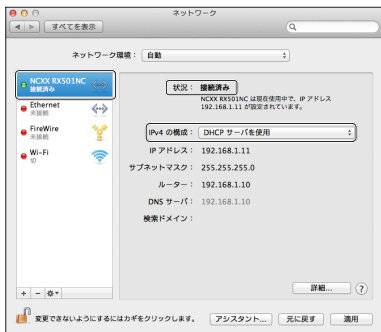 ネットワーク
すべてを表示
ネットワーク環境： 自動
NCXX RX501NC
接続済み
Ethernet
未接続
FireWire
未接続
Wi-Fi
切
状況： 接続済み
NCXX RX501NC は現在使用中で、IP アドレス
192.168.1.11 が設定されています。
IPv4 の構成： DHCP サーバを使用
IP アドレス： 192.168.1.11
サブネットマスク： 255.255.255.0
ルーター： 192.168.1.10
DNS サーバ： 192.168.1.10
検索ドメイン：
詳細... ?
変更できないようにするにはカギをクリックします。 アシスタント... 元に戻す 適用